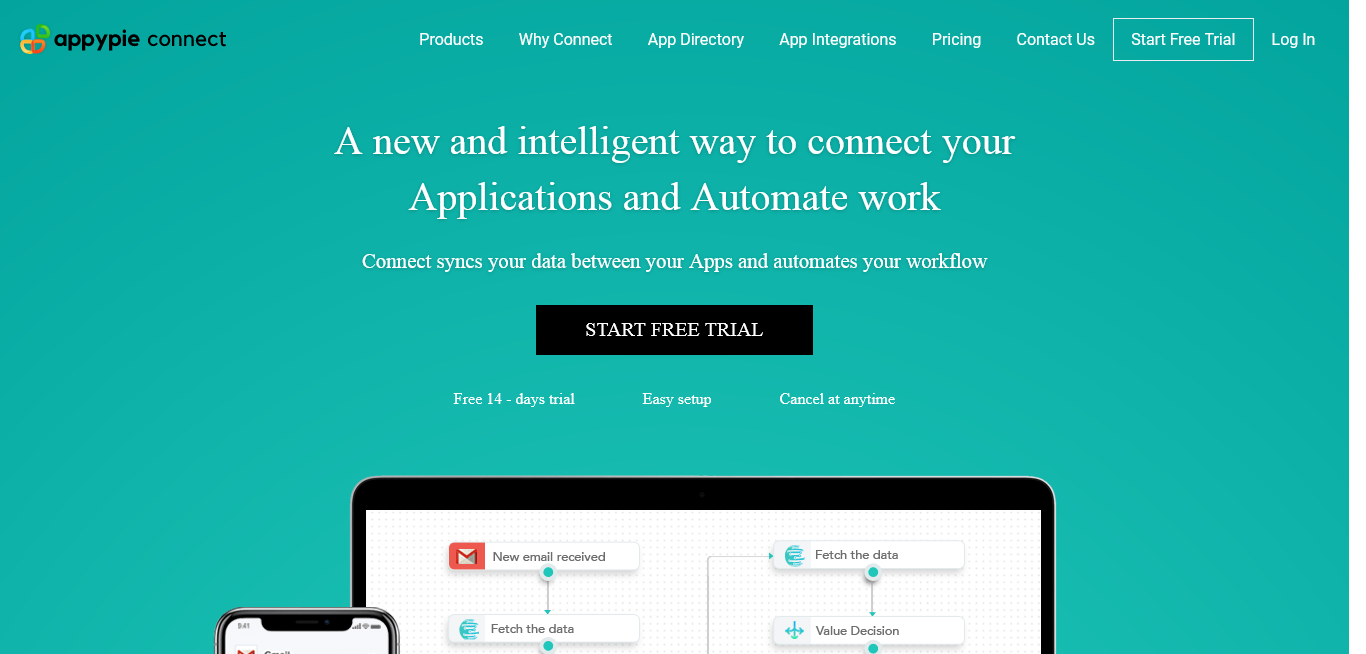 appypie connect
Products Why Connect App Directory App Integrations Pricing Contact Us Start Free Trial Log In
A new and intelligent way to connect your
Applications and Automate work
Connect syncs your data between your Apps and automates your workflow
START FREE TRIAL
Free 14 - days trial Easy setup Cancel at anytime
New email received
Fetch the data
Fetch the data
Value Decision
9:41
Gmail